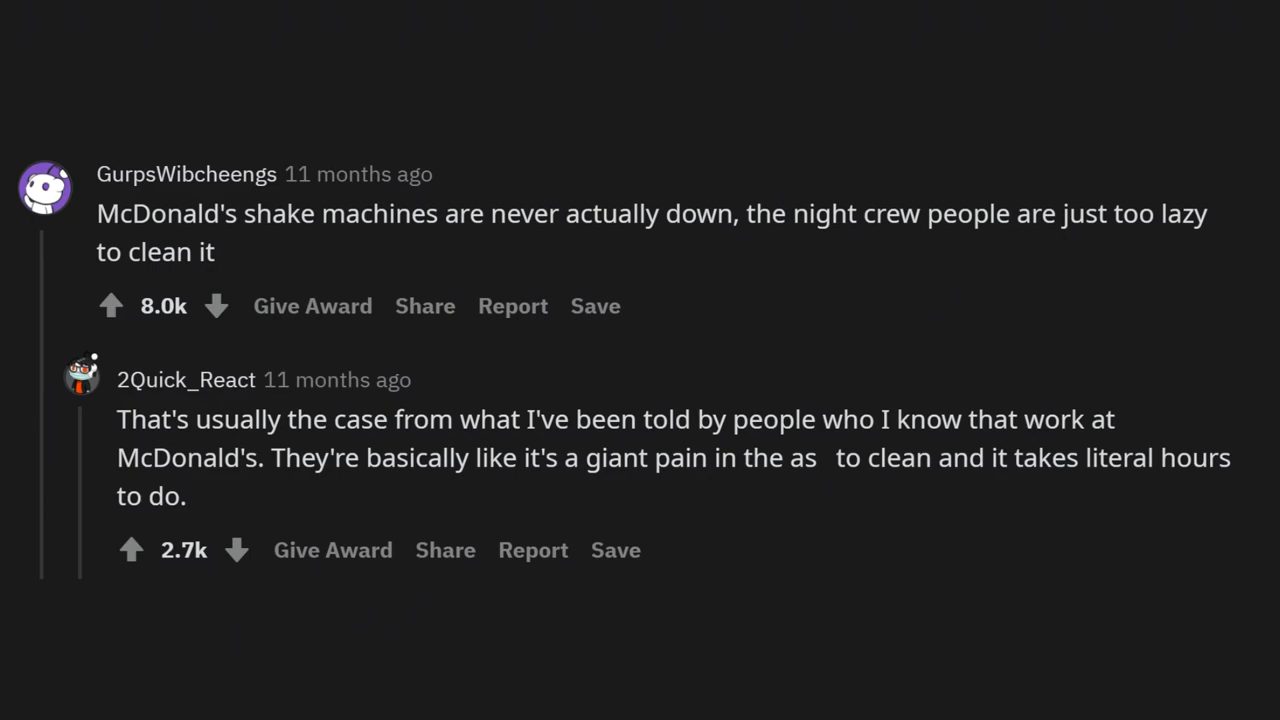 GurpsWibcheengs 11 months ago
McDonald's shake machines are never actually down, the night crew people are just too lazy
to clean it
8.0k Give Award Share Report Save
2Quick_React 11 months ago
That's usually the case from what I've been told by people who I know that work at
McDonald's. They're basically like it's a giant pain in the as to clean and it takes literal hours
to do.
2.7k Give Award Share Report Save